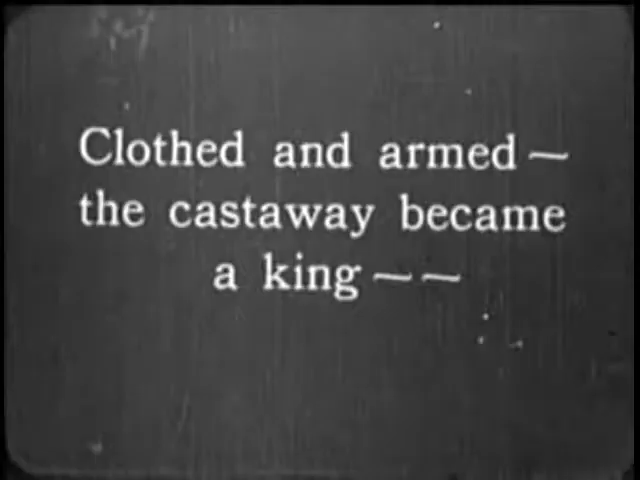 Clothed and armed —
the castaway became
a king — —